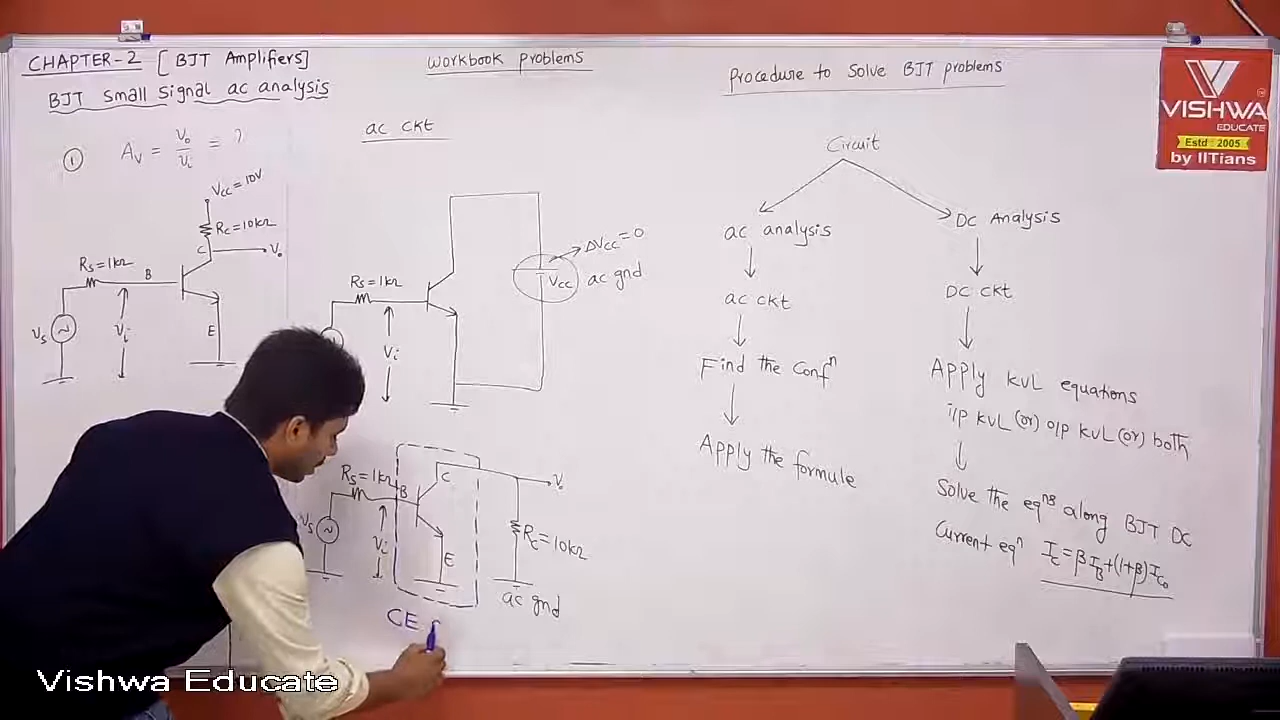 CHAPTER-2 [BJT Amplifiers]
BJT small signal ac analysis
① Av = Vo/Vi = ?
Vcc = 10V
Rc = 10kΩ
C
Vo
Rs = 1kΩ
B
Vs
Vi
E
workbook problems
ac ckt
ΔVcc = 0
Vcc
ac gnd
Rs = 1kΩ
Vi
Rs = 1kΩ
B
C
Vo
Vs
Vi
E
Rc = 10kΩ
ac gnd
CE
Procedure to solve BJT problems
Circuit
ac analysis
ac ckt
Find the Confⁿ
Apply the formule
DC Analysis
DC ckt
Apply KVL equations
i/p KVL (or) o/p KVL (or) both
Solve the eqⁿˢ along BJT DC
Current eqⁿ Ic = βIB + (1+β)Ico
VISHWA
EDUCATE
Estd : 2005
by IITians
Vishwa Educate